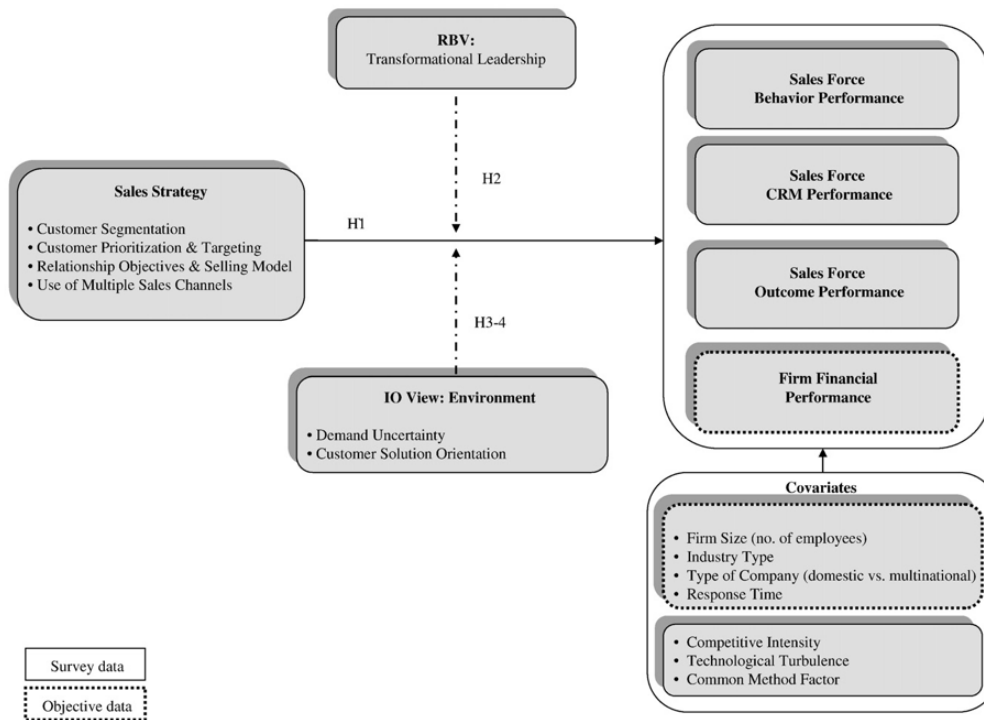 RBV:
Transformational Leadership
Sales Force
Behavior Performance
H2
Sales Force
CRM Performance
Sales Strategy
• Customer Segmentation
• Customer Prioritization & Targeting
• Relationship Objectives & Selling Model
• Use of Multiple Sales Channels
H1
Sales Force
Outcome Performance
H3-4
Firm Financial
Performance
IO View: Environment
• Demand Uncertainty
• Customer Solution Orientation
Covariates
• Firm Size (no. of employees)
• Industry Type
• Type of Company (domestic vs. multinational)
• Response Time
• Competitive Intensity
• Technological Turbulence
• Common Method Factor
Survey data
Objective data